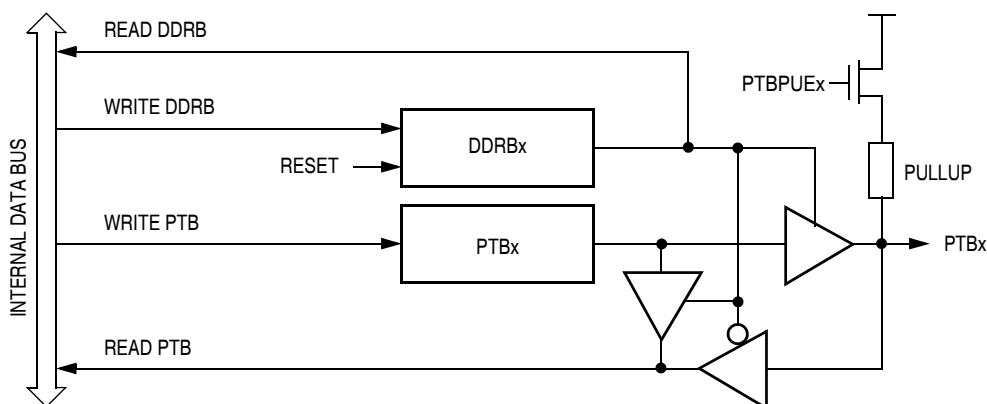 READ DDRB
WRITE DDRB
PTBPUEx
DDRBx
RESET
PULLUP
INTERNAL DATA BUS
WRITE PTB
PTBx
PTBx
READ PTB